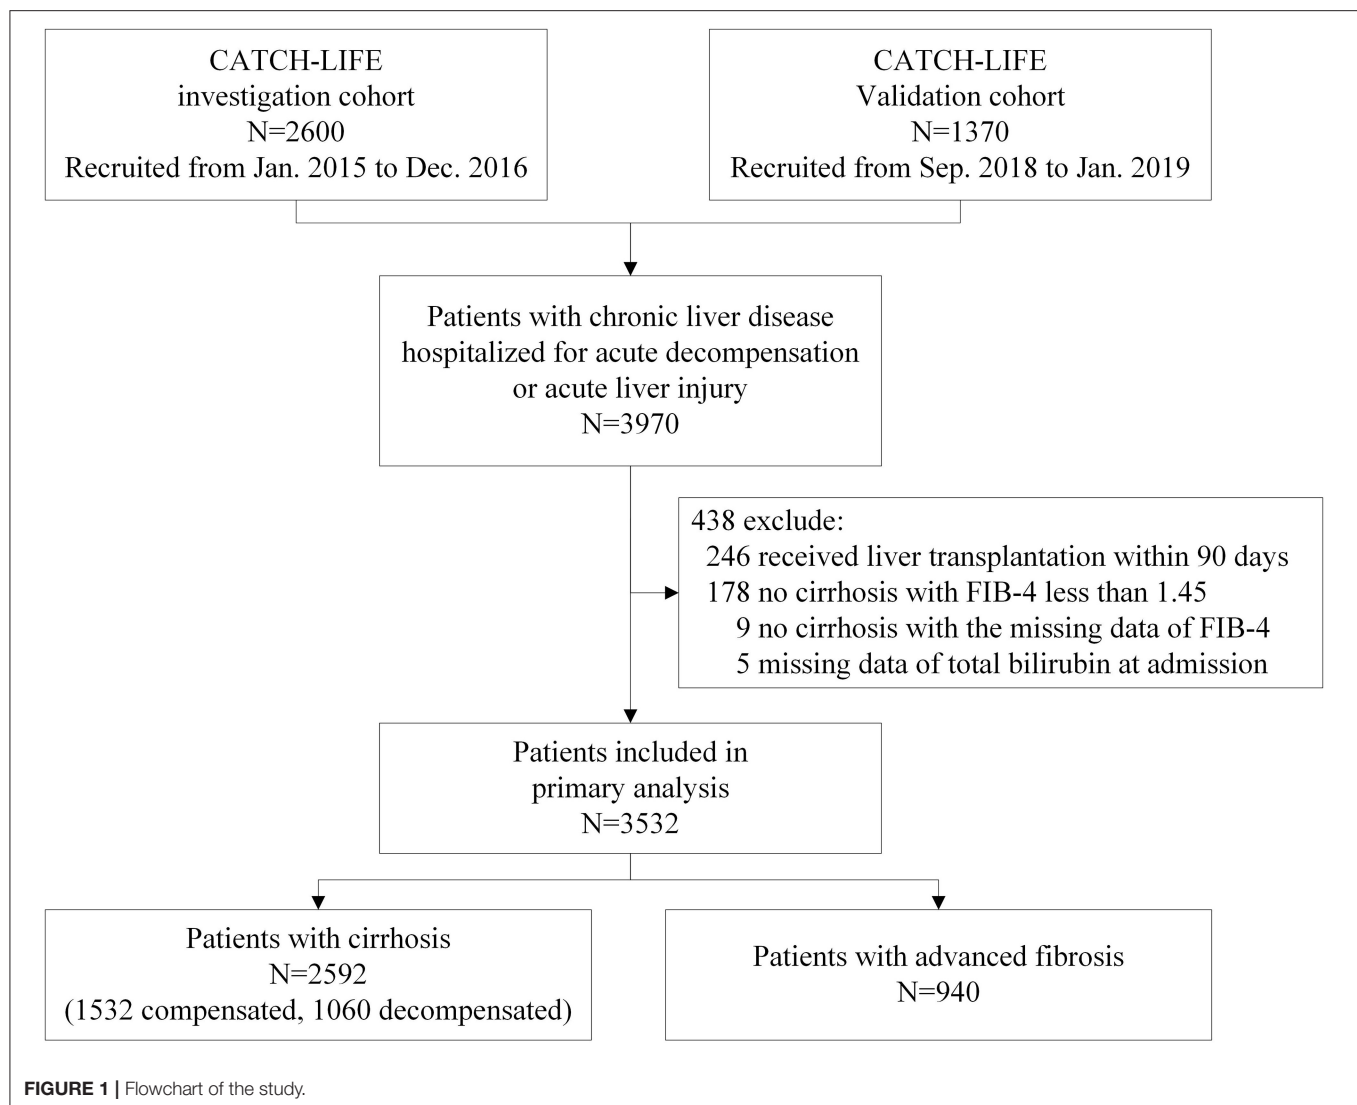 CATCH-LIFE
investigation cohort
N=2600
Recruited from Jan. 2015 to Dec. 2016
CATCH-LIFE
Validation cohort
N=1370
Recruited from Sep. 2018 to Jan. 2019
Patients with chronic liver disease
hospitalized for acute decompensation
or acute liver injury
N=3970
438 exclude:
246 received liver transplantation within 90 days
178 no cirrhosis with FIB-4 less than 1.45
9 no cirrhosis with the missing data of FIB-4
5 missing data of total bilirubin at admission
Patients included in
primary analysis
N=3532
Patients with cirrhosis
N=2592
(1532 compensated, 1060 decompensated)
Patients with advanced fibrosis
N=940
FIGURE 1 | Flowchart of the study.